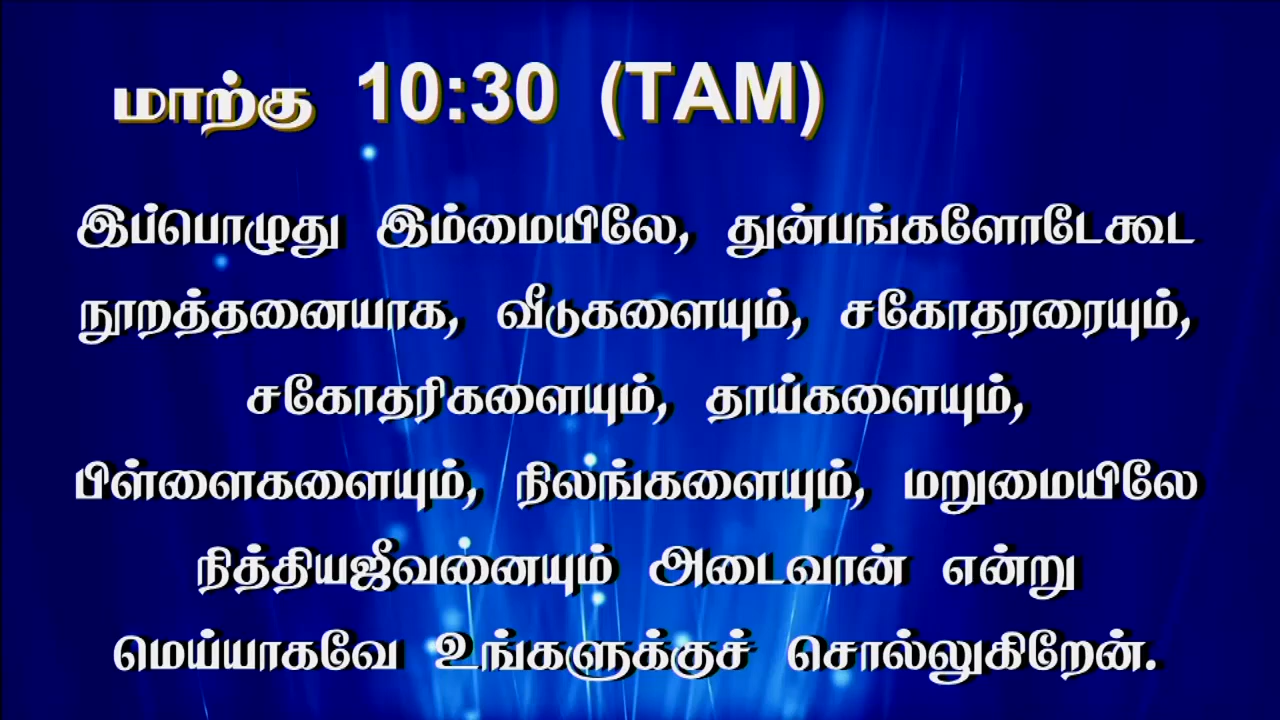 மாற்கு 10:30 (TAM)
இப்பொழுது இம்மையிலே, துன்பங்களோடேகூட
நூறத்தனையாக, வீடுகளையும், சகோதரரையும்,
சகோதரிகளையும், தாய்களையும்,
பிள்ளைகளையும், நிலங்களையும், மறுமையிலே
நித்தியஜீவனையும் அடைவான் என்று
மெய்யாகவே உங்களுக்குச் சொல்லுகிறேன்.